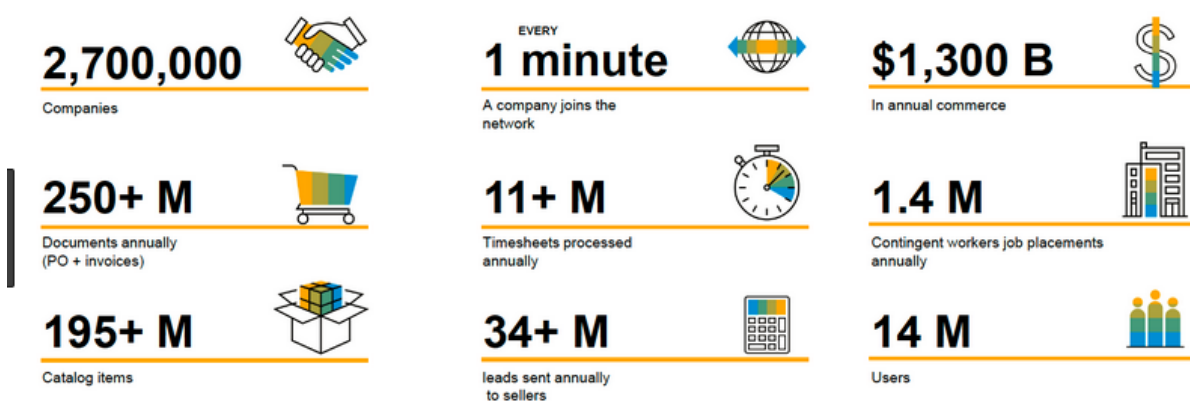 2,700,000
Companies
EVERY
1 minute
A company joins the
network
$1,300 B
In annual commerce
250+ M
Documents annually
(PO + invoices)
11+ M
Timesheets processed
annually
1.4 M
Contingent workers job placements
annually
195+ M
Catalog items
34+ M
leads sent annually
to sellers
14 M
Users